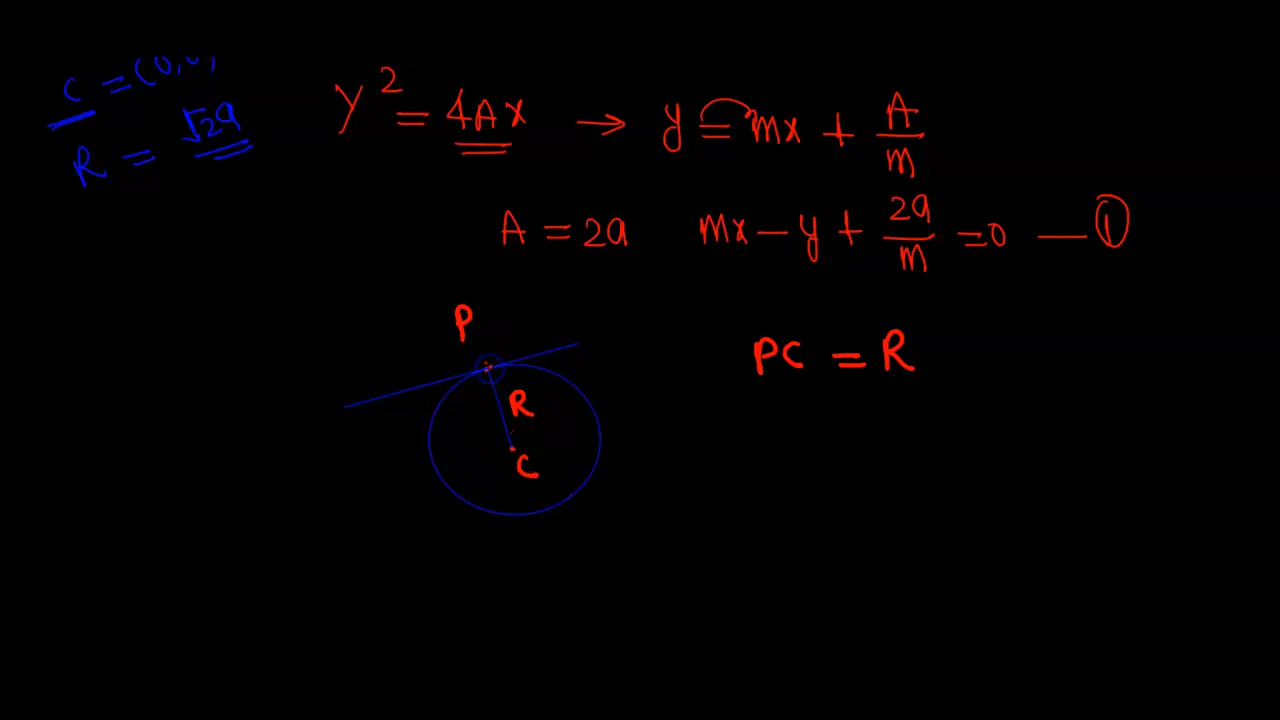 C = (0,0)
R = √2a
y² = 4Ax → y = mx + A/m
A = 2a mx - y + 2a/m = 0 — ①
P
PC = R
R
C